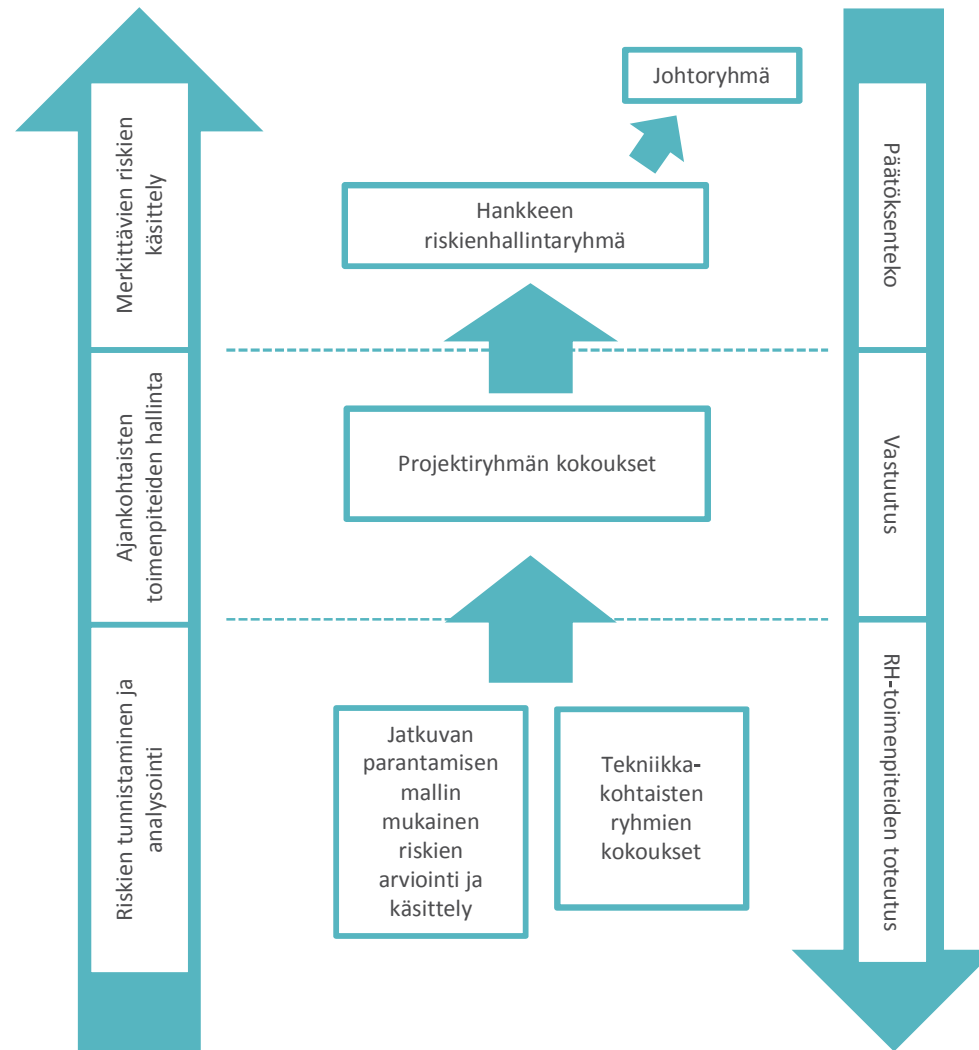 Johtoryhmä
Merkittävien riskien
käsittely
Hankkeen
riskienhallintaryhmä
Päätöksenteko
Ajankohtaisten
toimenpiteiden hallinta
Projektiryhmän kokoukset
Vastuutus
Riskien tunnistaminen ja
analysointi
Jatkuvan
parantamisen
mallin
mukainen
riskien
arviointi ja
käsittely
Tekniikka-
kohtaisten
ryhmien
kokoukset
RH-toimenpiteiden toteutus